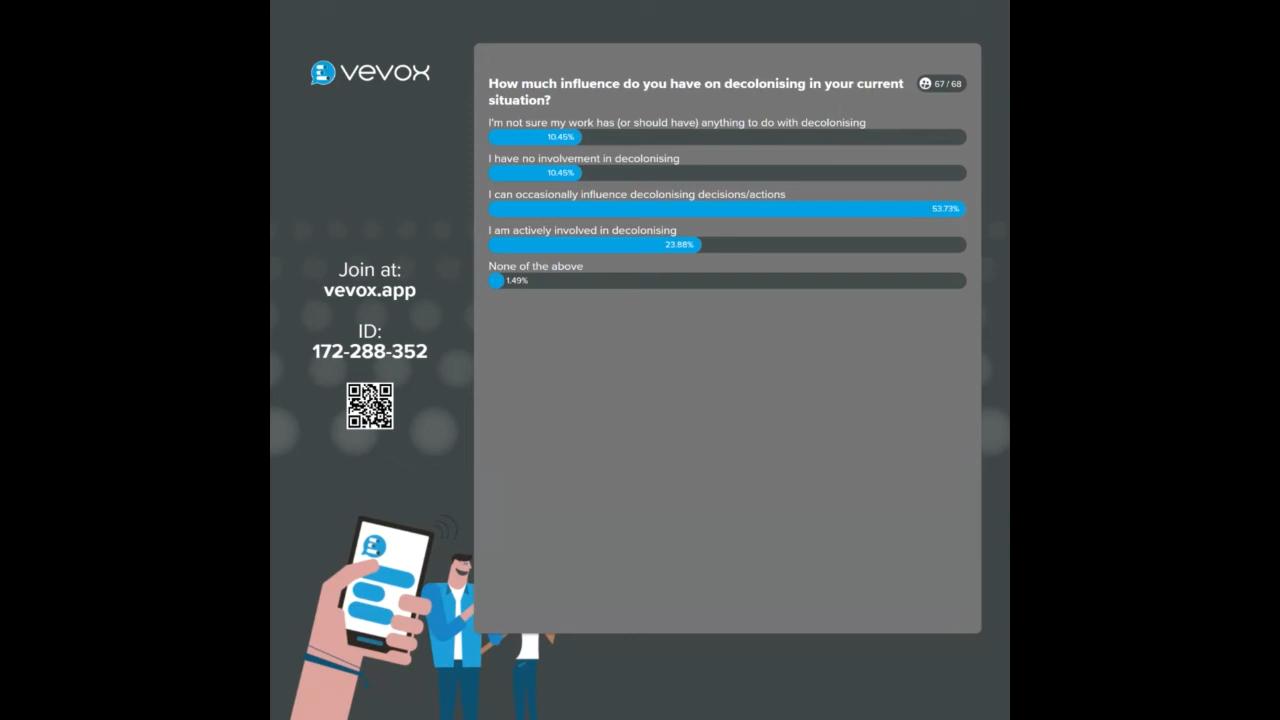 vevox
How much influence do you have on decolonising in your current
situation?
67 / 68
I'm not sure my work has (or should have) anything to do with decolonising
10.45%
I have no involvement in decolonising
10.45%
I can occasionally influence decolonising decisions/actions
53.73%
I am actively involved in decolonising
23.88%
None of the above
1.49%
Join at:
vevox.app
ID:
172-288-352